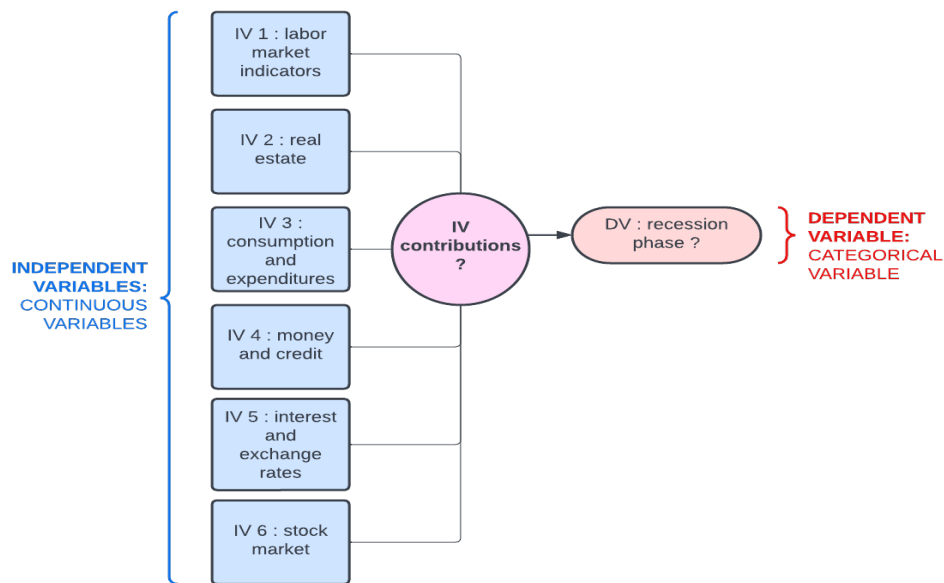 IV 1 : labor
market
indicators
IV 2 : real
estate
IV 3 :
consumption
and
expenditures
IV 4 : money
and credit
IV 5 : interest
and
exchange
rates
IV 6 : stock
market
INDEPENDENT
VARIABLES:
CONTINUOUS
VARIABLES
IV
contributions
?
DV : recession
phase ?
DEPENDENT
VARIABLE:
CATEGORICAL
VARIABLE